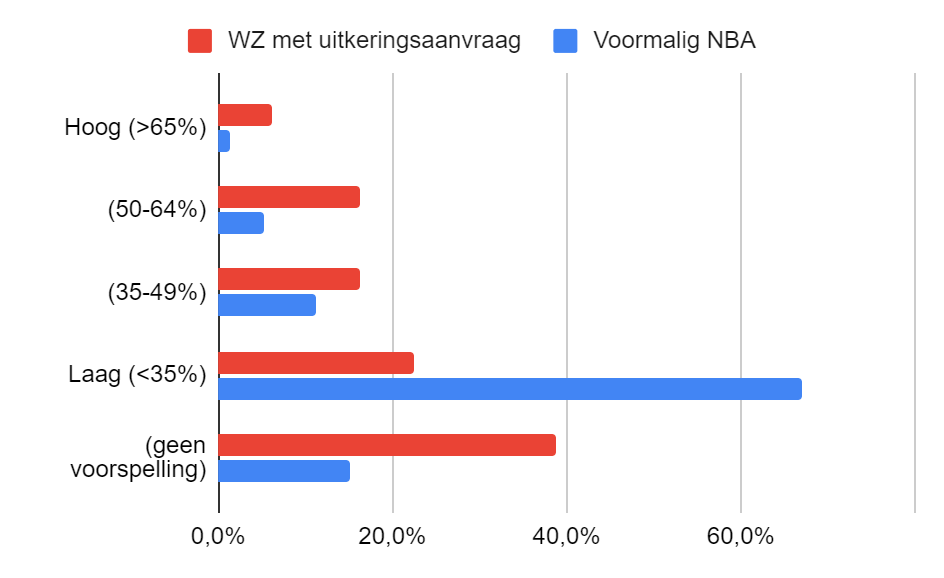 WZ met uitkeringsaanvraag
Voormalig NBA
Hoog (>65%)
(50-64%)
(35-49%)
Laag (<35%)
(geen
voorspelling)
0,0%
20,0%
40,0%
60,0%